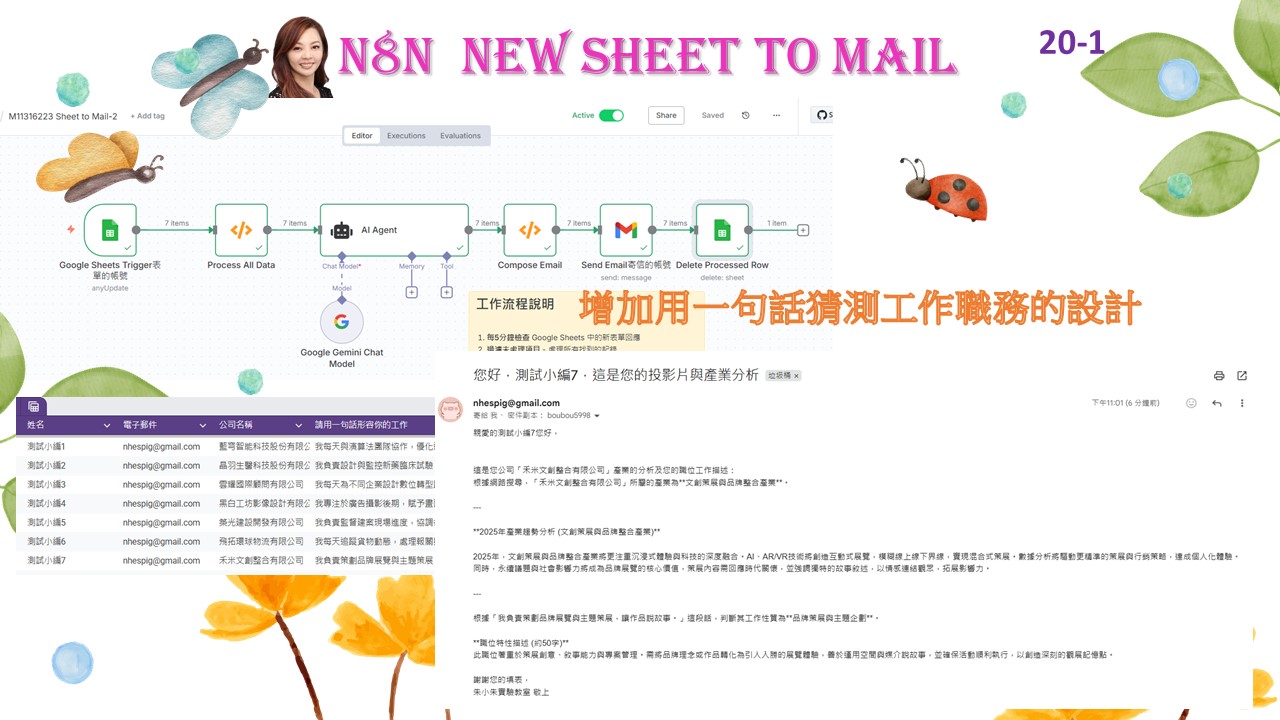 N8N NEW SHEET TO MAIL
20-1
M11316223 Sheet to Mail-2 + Add tag
Active
Share
Saved
Editor Executions Evaluations
7 items
7 items
7 items
7 items
7 items
1 item
AI Agent
Chat Model*
Memory
Tool
Model
Google Sheets Trigger表
單的帳號
anyUpdate
Process All Data
Compose Email
Send Email寄信的帳號
send: message
Delete Processed Row
delete: sheet
Google Gemini Chat
Model
工作流程說明
1. 每5分鐘檢查 Google Sheets 中的新表單回應
增加用一句話猜測工作職務的設計
姓名 電子郵件 公司名稱 請用一句話形容你的工作
測試小編1 nhespig@gmail.com 藍穹智能科技股份有限公 我每天與演算法團隊協作，優化
測試小編2 nhespig@gmail.com 晶羽生醫科技股份有限公 我負責設計與監控新藥臨床試驗
測試小編3 nhespig@gmail.com 雲耀國際顧問有限公司 我每天為不同企業設計數位轉型
測試小編4 nhespig@gmail.com 黑白工坊影像設計有限公 我專注於廣告攝影後期，賦予畫
測試小編5 nhespig@gmail.com 築光建設開發有限公司 我負責監督建案現場進度，協調
測試小編6 nhespig@gmail.com 飛拓環球物流有限公司 我每天追蹤貨物動態，處理報關
測試小編7 nhespig@gmail.com 禾米文創整合有限公司 我負責策劃品牌展覽與主題策展
您好，測試小編7，這是您的投影片與產業分析 垃圾桶 ×
nhespig@gmail.com
下午11:01 (6 分鐘前)
寄給 我、 密件副本： boubou5998
親愛的測試小編7您好，
這是您公司「禾米文創整合有限公司」產業的分析及您的職位工作描述：
根據網路搜尋，「禾米文創整合有限公司」所屬的產業為**文創策展與品牌整合產業**。
---
**2025年產業趨勢分析 (文創策展與品牌整合產業)**
2025年，文創策展與品牌整合產業將更注重沉浸式體驗與科技的深度融合。AI、AR/VR技術將創造互動式展覽，模糊線上線下界線，實現混合式策展。數據分析將驅動更精準的策展與行銷策略，達成個人化體驗。
同時，永續議題與社會影響力將成為品牌展覽的核心價值，策展內容需回應時代關懷，並強調獨特的故事敘述，以情感連結觀眾，拓展影響力。
---
根據「我負責策劃品牌展覽與主題策展，讓作品說故事。」這段話，判斷其工作性質為**品牌策展與主題企劃**。
**職位特性描述 (約50字)**
此職位著重於策展創意、敘事能力與專案管理。需將品牌理念或作品轉化為引人入勝的展覽體驗，善於運用空間與媒介說故事，並確保活動順利執行，以創造深刻的觀展記憶點。
謝謝您的填表，
朱小朱實驗教室 敬上